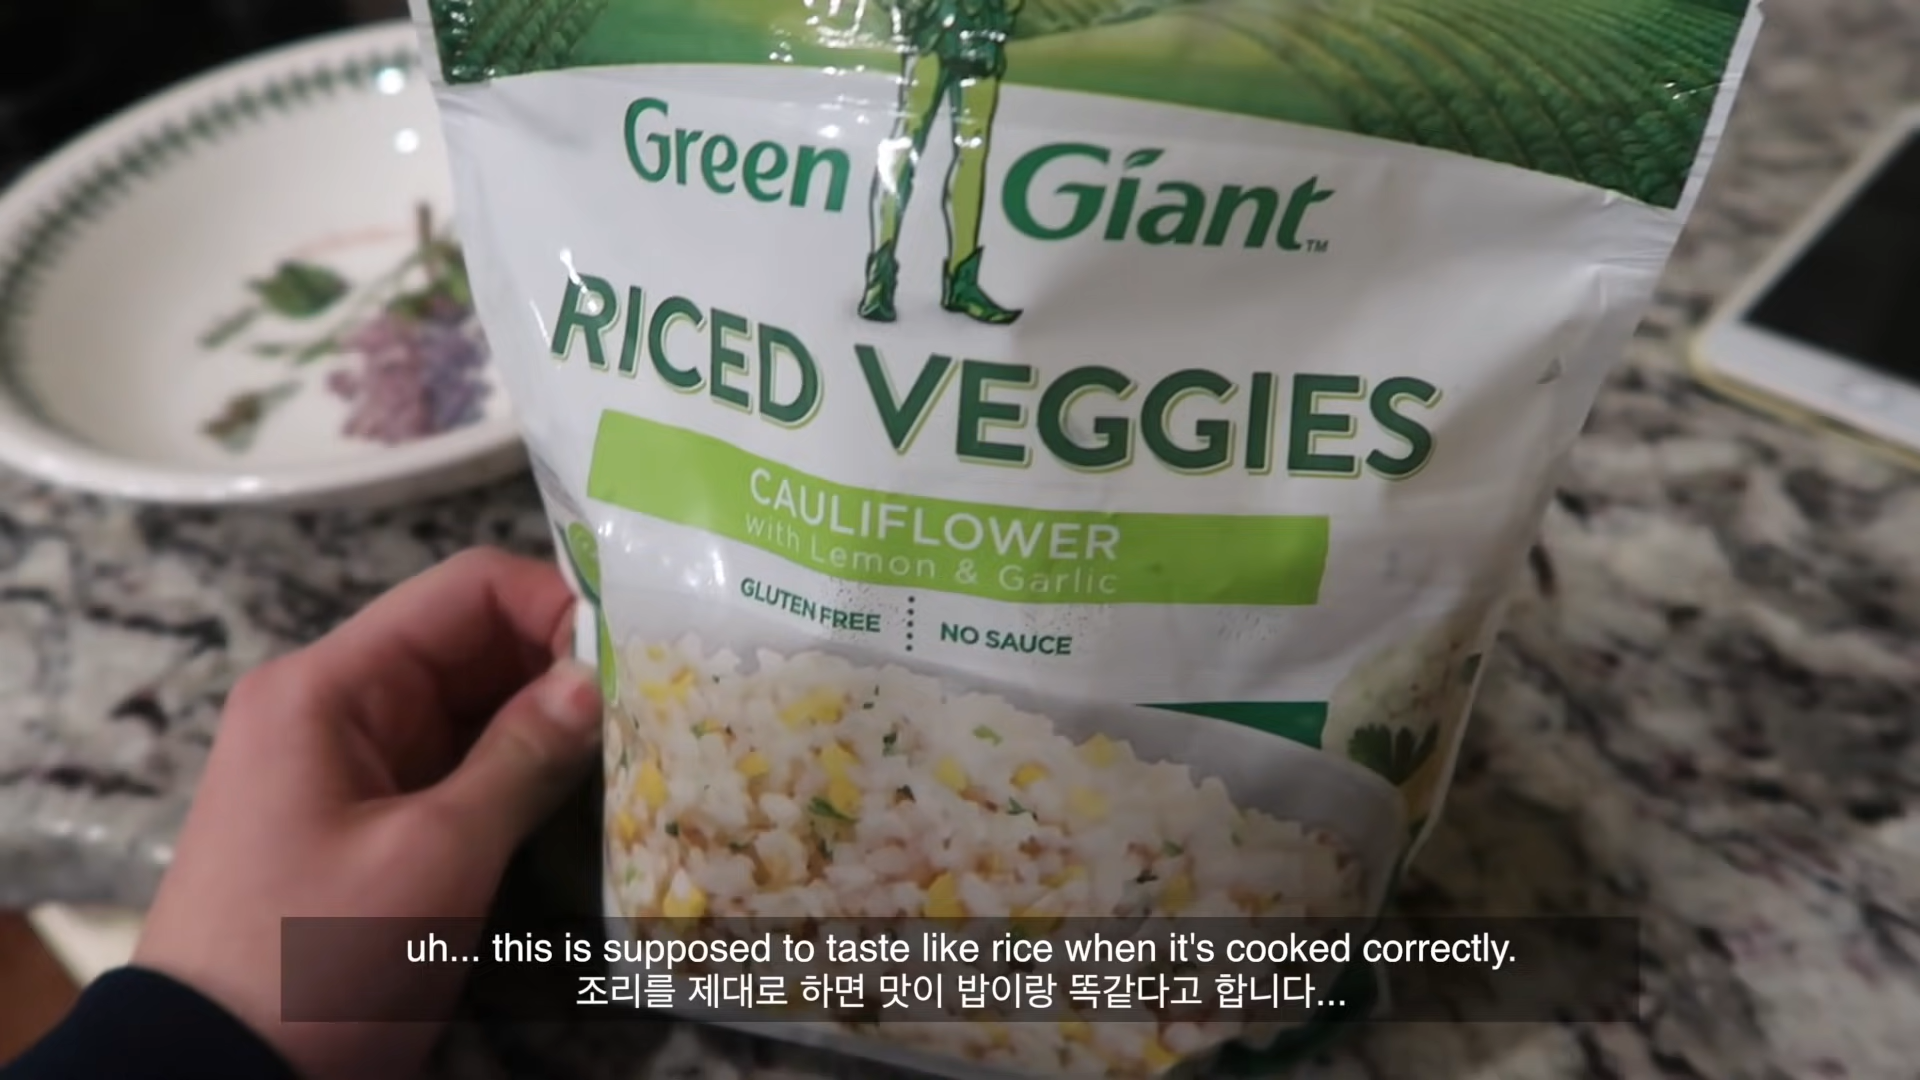 Green Giant™
RICED VEGGIES
CAULIFLOWER
with Lemon & Garlic
GLUTEN FREE
NO SAUCE
uh... this is supposed to taste like rice when it's cooked correctly.
조리를 제대로 하면 맛이 밥이랑 똑같다고 합니다...